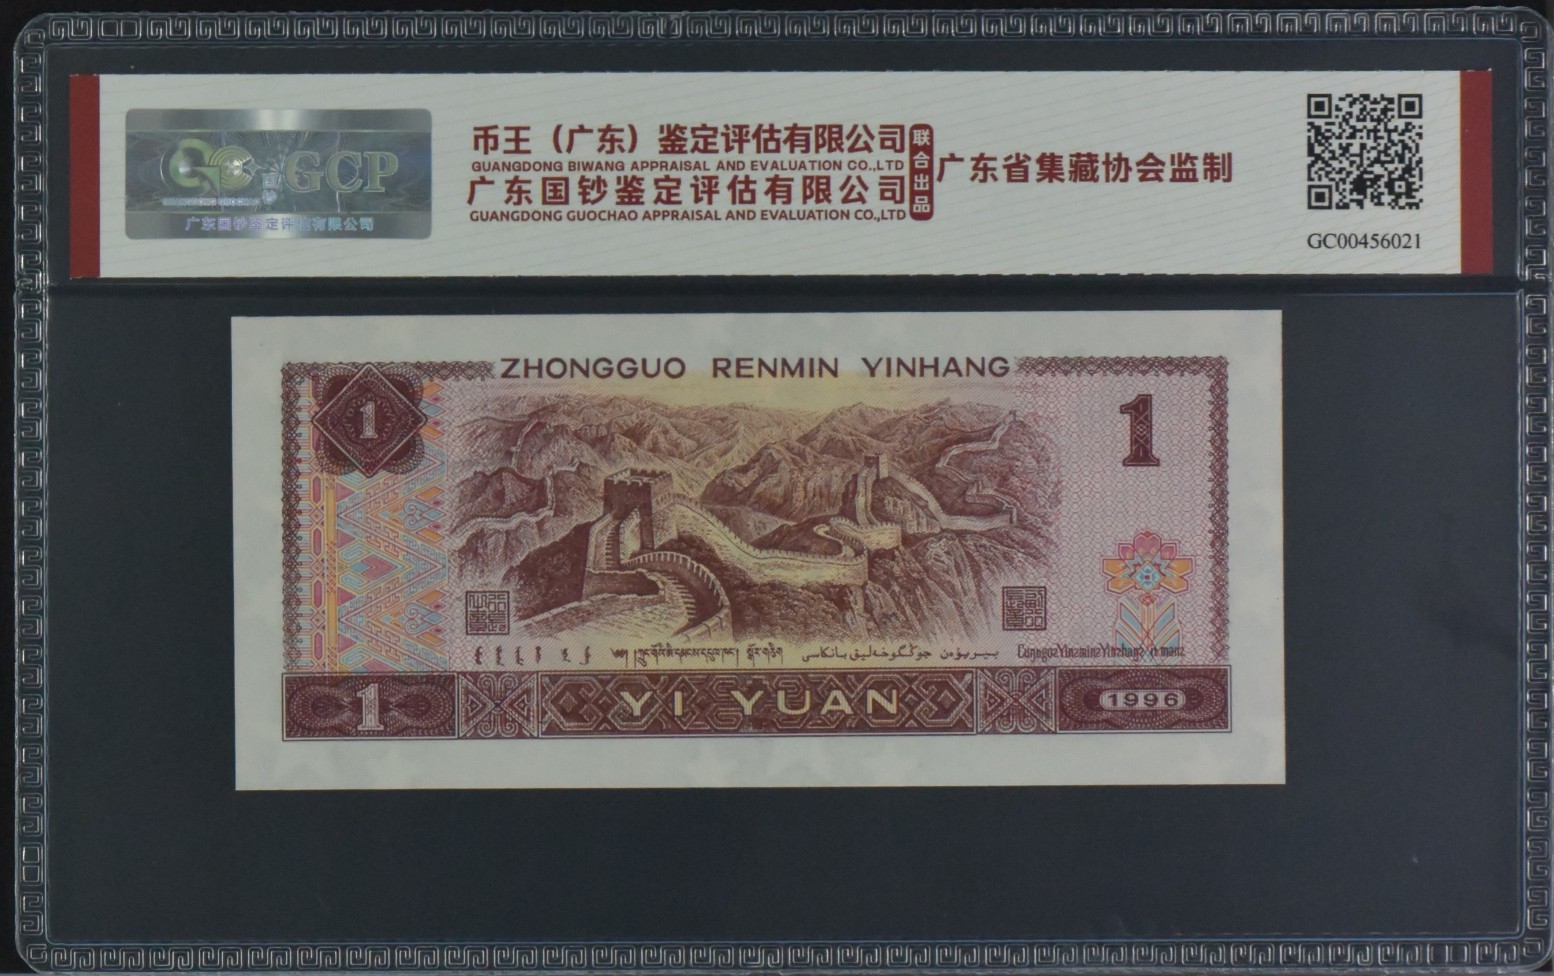 GCP
广东国钞鉴定评估有限公司
币王（广东）鉴定评估有限公司
GUANGDONG BIWANG APPRAISAL AND EVALUATION CO.,LTD
广东国钞鉴定评估有限公司
GUANGDONG GUOCHAO APPRAISAL AND EVALUATION CO.,LTD
联合出品
广东省集藏协会监制
GC00456021
ZHONGGUO RENMIN YINHANG
1
1
1
YI YUAN
1996